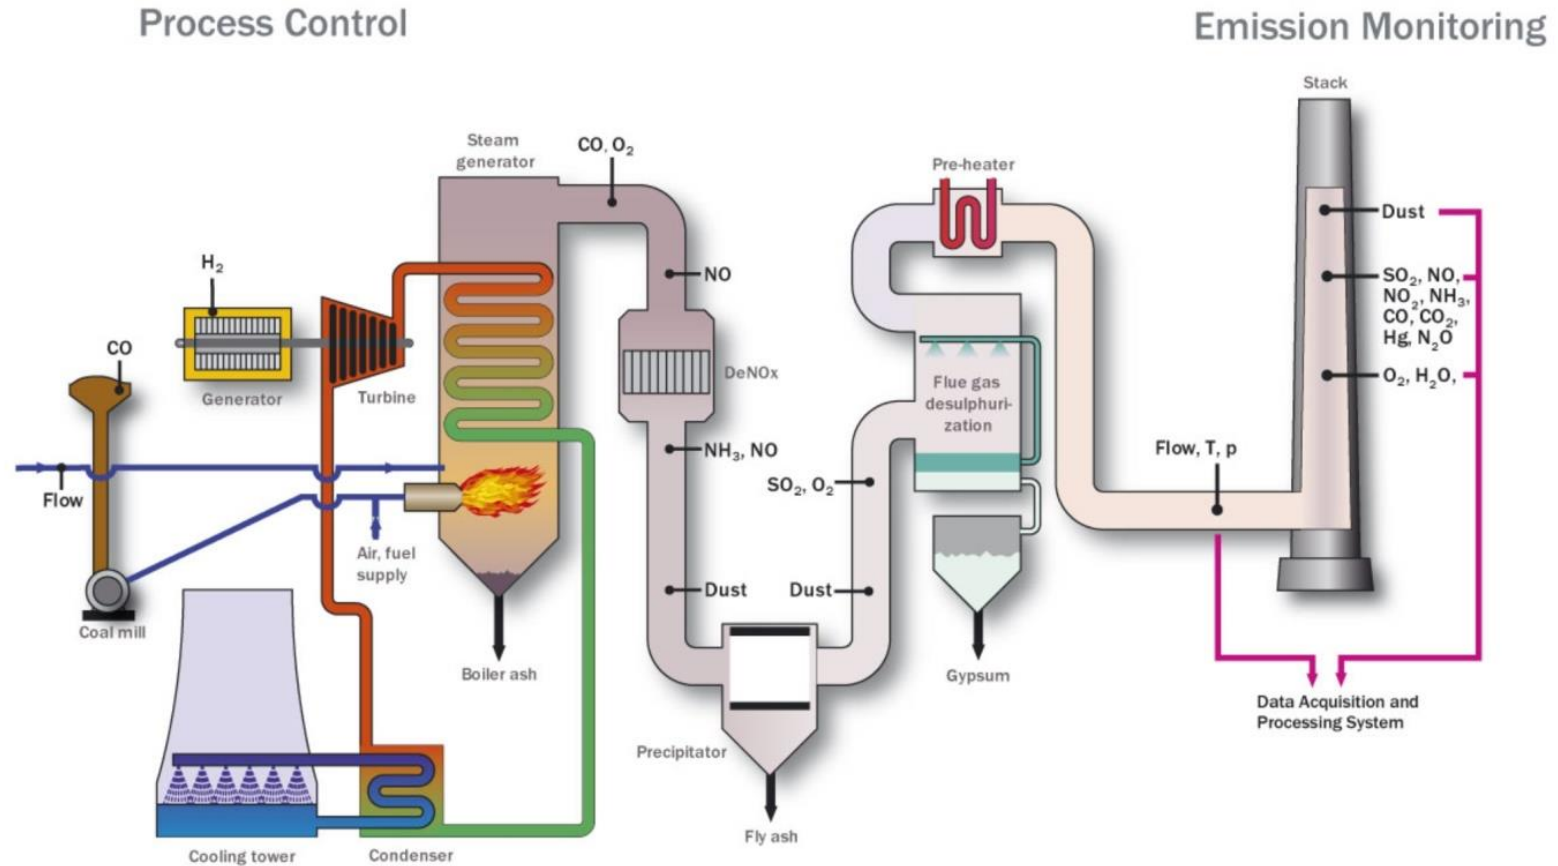 Process Control
Emission Monitoring
Stack
Steam
generator
CO, O₂
Pre-heater
Dust
H₂
NO
SO₂, NO,
NO₂, NH₃,
CO, CO₂,
Hg, N₂O
CO
Generator
Turbine
DeNOx
Flue gas
desulphuri-
zation
O₂, H₂O,
NH₃, NO
Flow, T, p
SO₂, O₂
Flow
Air, fuel
supply
Dust
Dust
Coal mill
Boiler ash
Gypsum
Data Acquisition and
Processing System
Precipitator
Fly ash
Cooling tower
Condenser